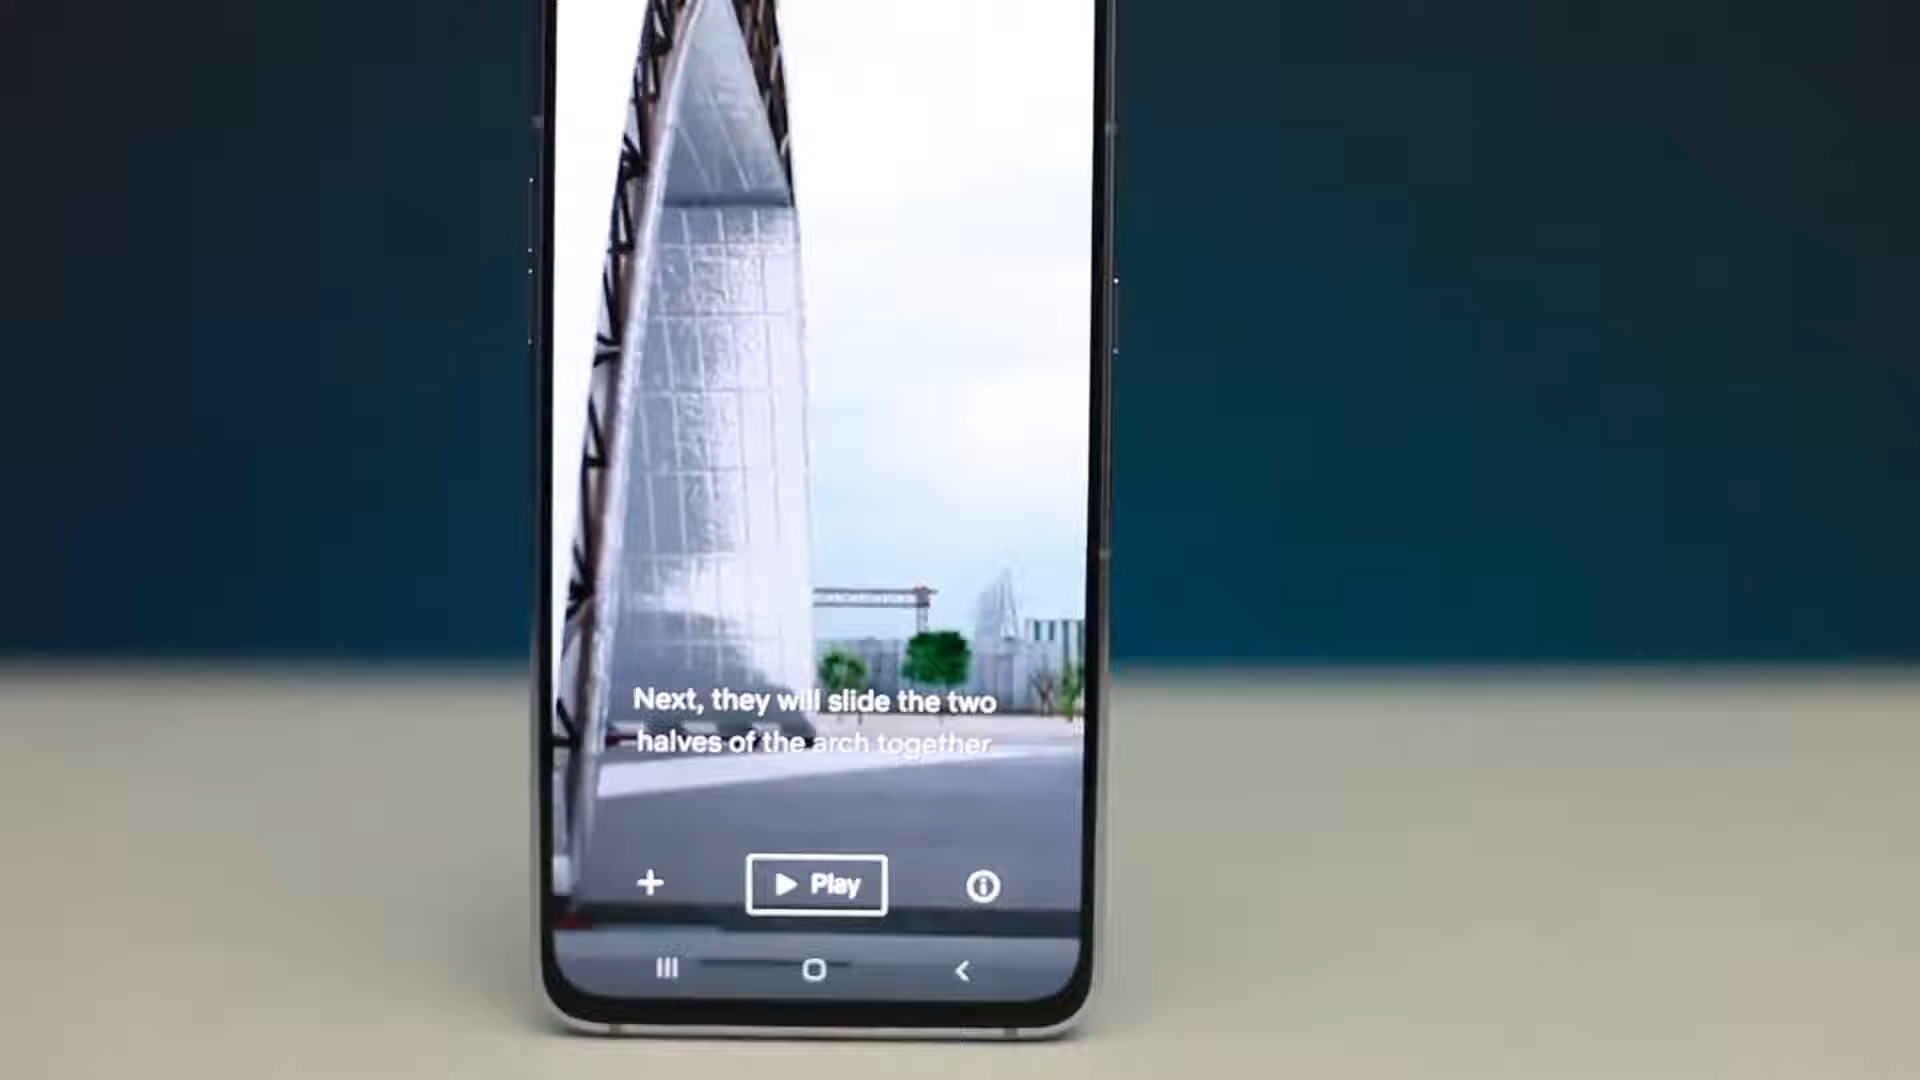 Next, they will slide the two
halves of the arch together
Play